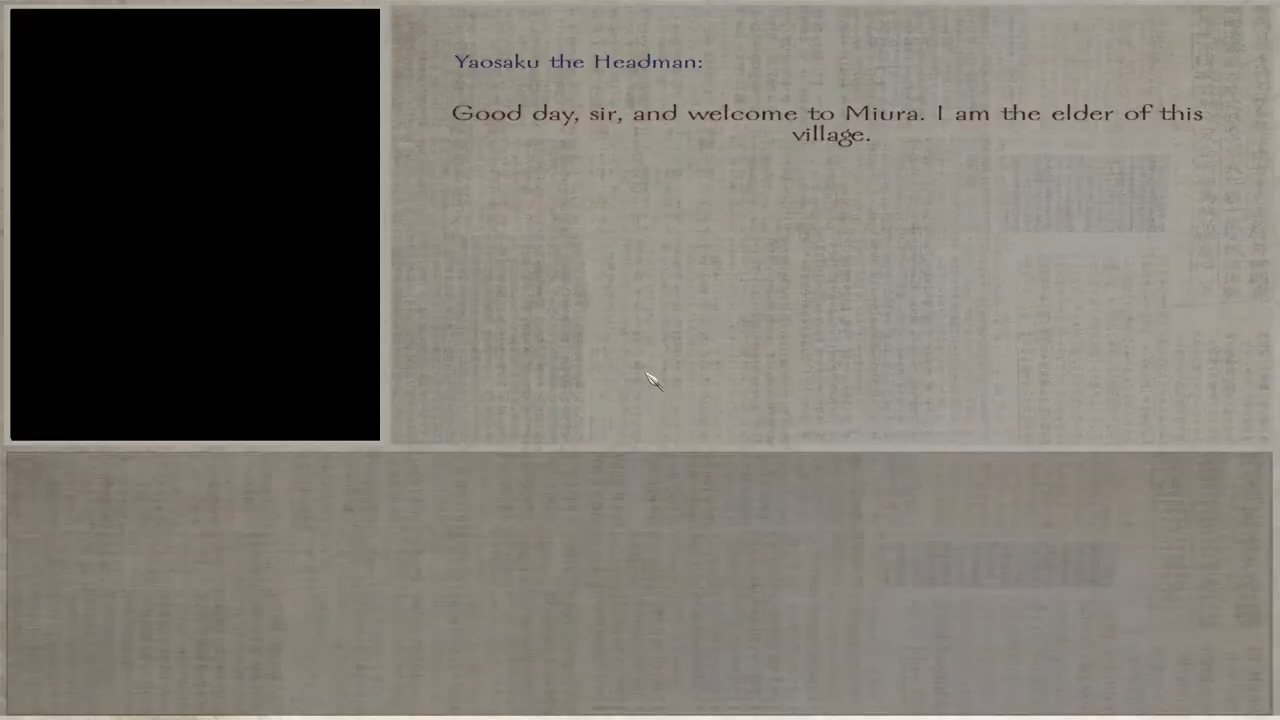 Yaosaku the Headman:
Good day, sir, and welcome to Miura. I am the elder of this
village.